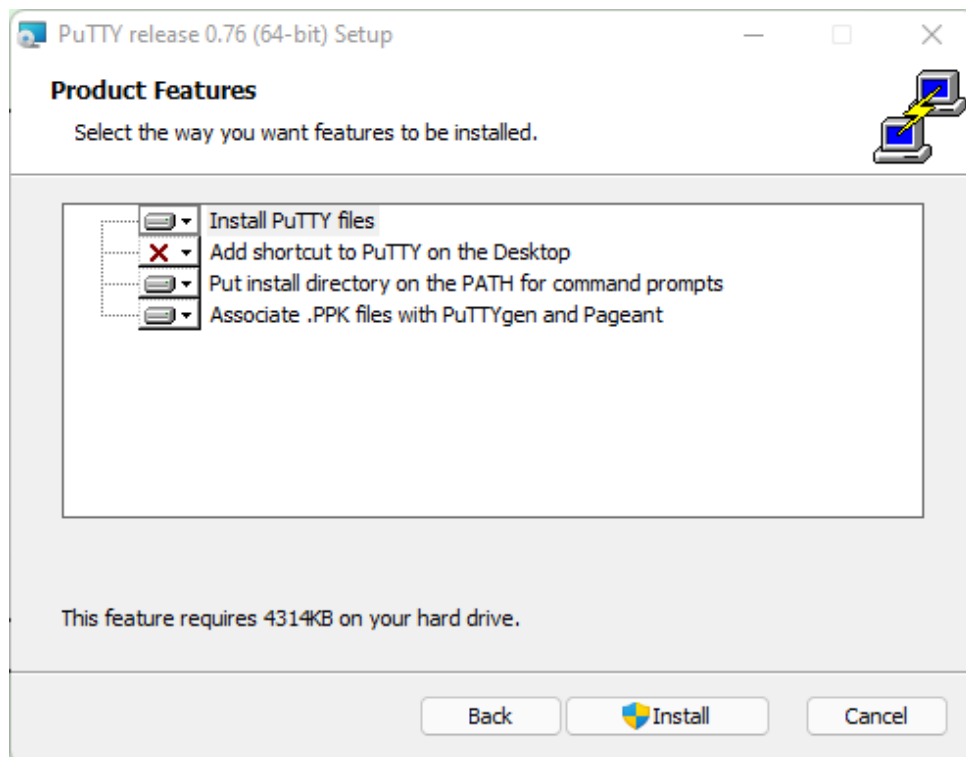 PuTTY release 0.76 (64-bit) Setup
Product Features
Select the way you want features to be installed.
Install PuTTY files
Add shortcut to PuTTY on the Desktop
Put install directory on the PATH for command prompts
Associate .PPK files with PuTTYgen and Pageant
This feature requires 4314KB on your hard drive.
Back Install Cancel